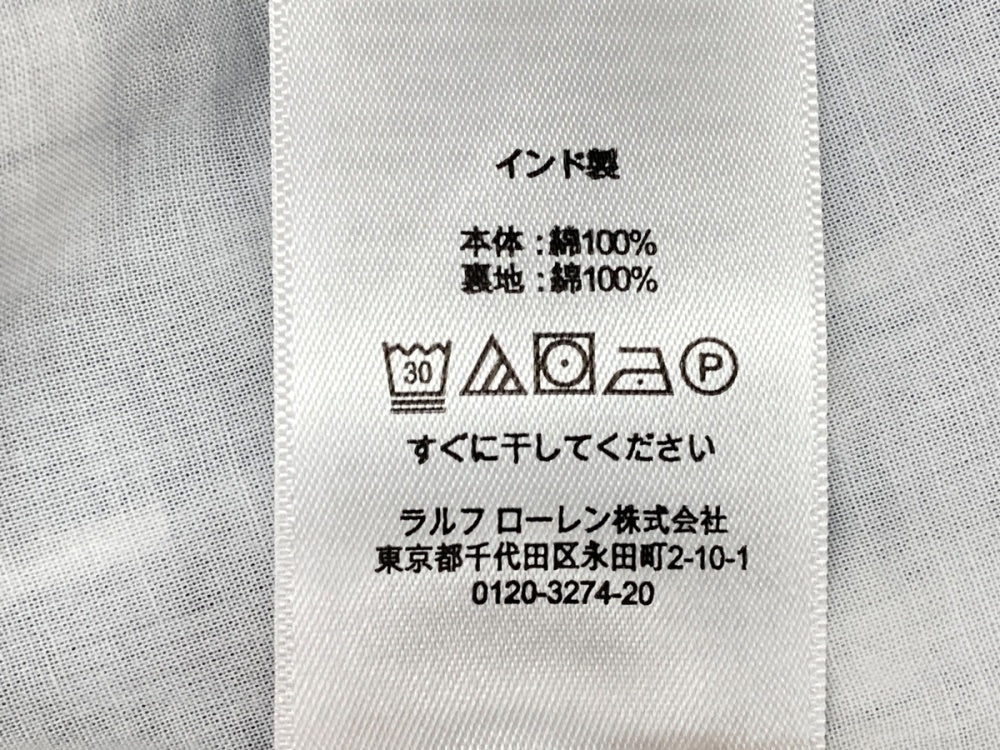 インド製
本体:綿100%
裏地:綿100%
30 P
すぐに干してください
ラルフ ローレン株式会社
東京都千代田区永田町2-10-1
0120-3274-20